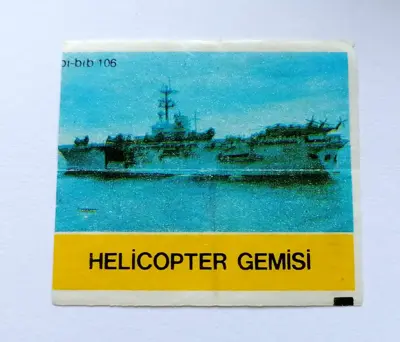 bi-bib 106
HELiCOPTER GEMiSi